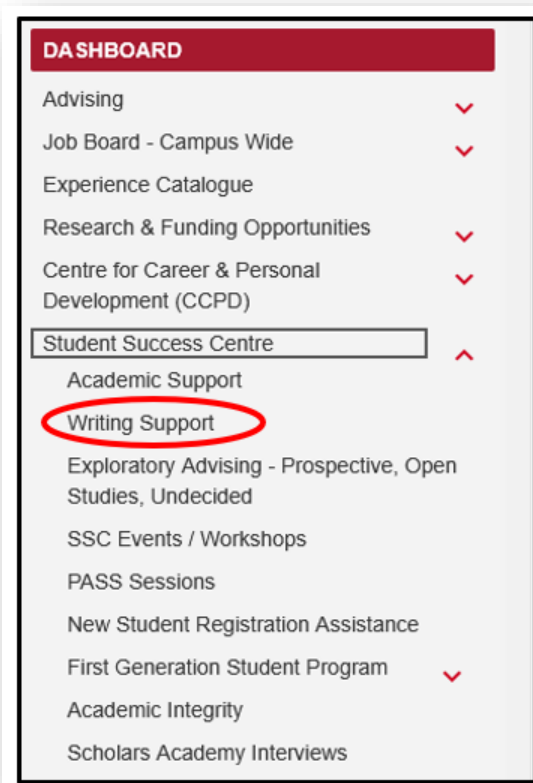 DASHBOARD
Advising
Job Board - Campus Wide
Experience Catalogue
Research & Funding Opportunities
Centre for Career & Personal
Development (CCPD)
Student Success Centre
Academic Support
Writing Support
Exploratory Advising - Prospective, Open
Studies, Undecided
SSC Events / Workshops
PASS Sessions
New Student Registration Assistance
First Generation Student Program
Academic Integrity
Scholars Academy Interviews